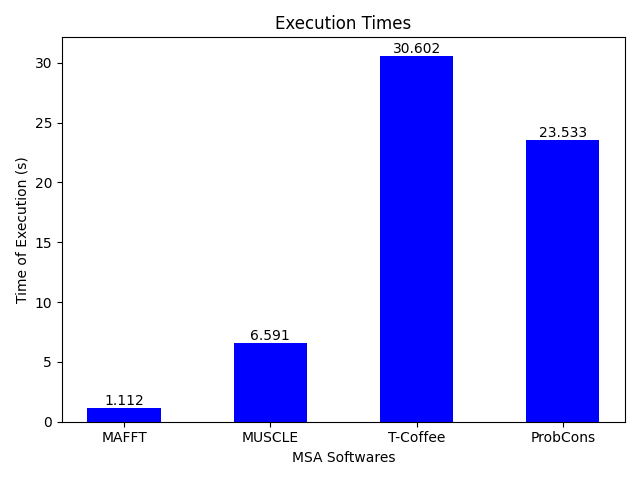 Execution Times
30.602
23.533
6.591
1.112
30
25
20
15
10
5
0
Time of Execution (s)
MAFFT MUSCLE T-Coffee ProbCons
MSA Softwares